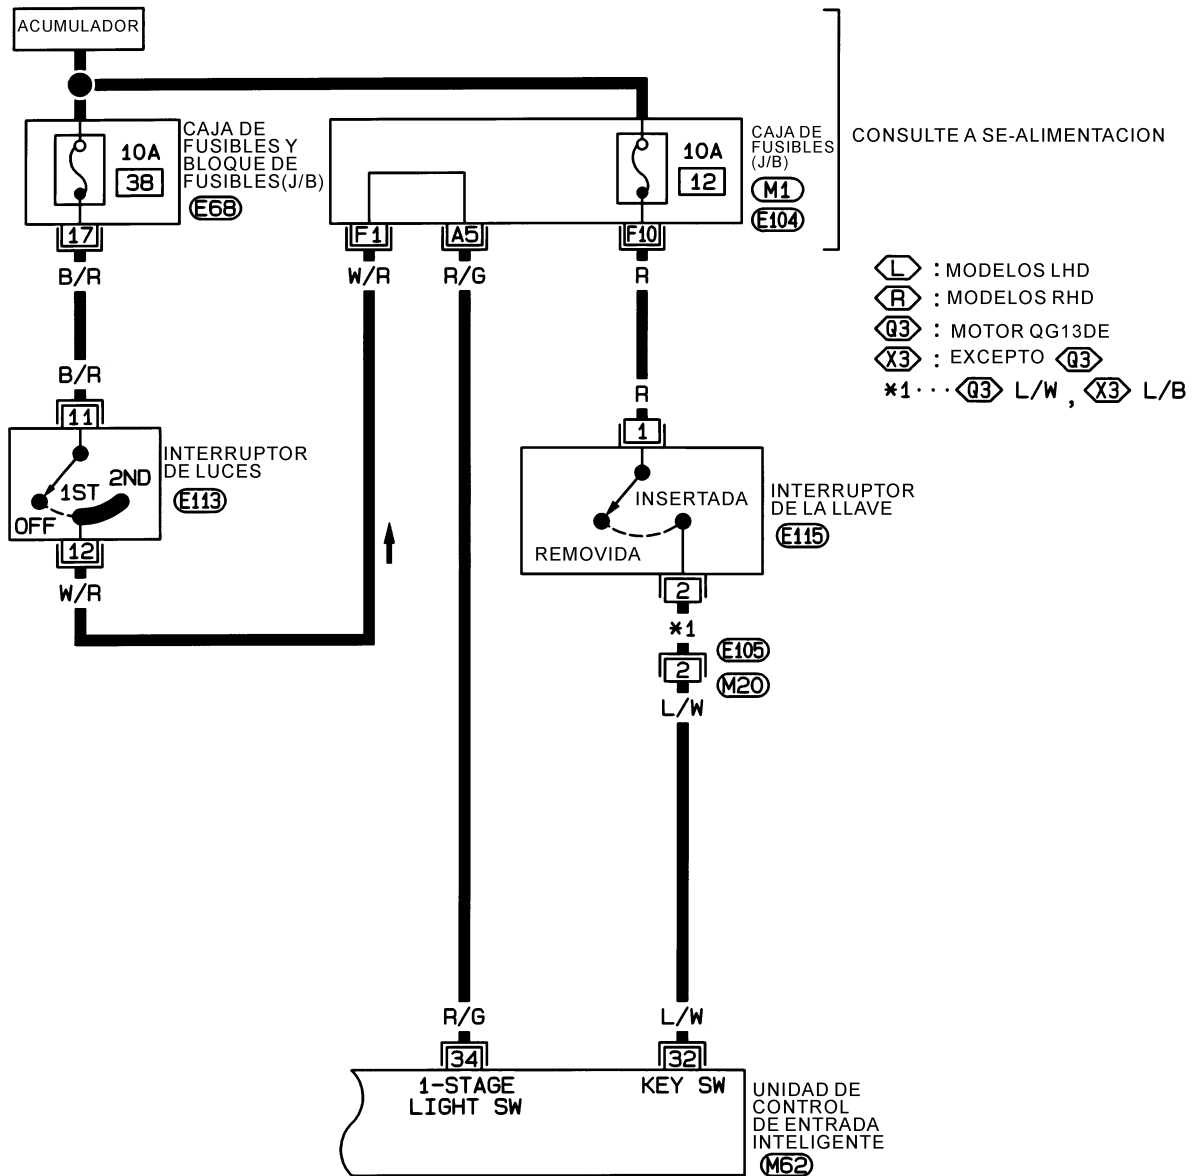 ACUMULADOR
CAJA DE
FUSIBLES Y
BLOQUE DE
FUSIBLES(J/B)
E68
10A
38
10A
12
CAJA DE
FUSIBLES
(J/B)
M1
E104
CONSULTE A SE-ALIMENTACION
17
F1
A5
F10
B/R
W/R
R/G
R
L : MODELOS LHD
R : MODELOS RHD
Q3 : MOTOR QG13DE
X3 : EXCEPTO Q3
*1··· Q3 L/W , X3 L/B
B/R
R
11
1
INTERRUPTOR
DE LUCES
E113
1ST
2ND
OFF
INSERTADA
REMOVIDA
INTERRUPTOR
DE LA LLAVE
E115
12
W/R
2
*1
E105
2
M20
L/W
R/G
L/W
34
32
1-STAGE
LIGHT SW
KEY SW
UNIDAD DE
CONTROL
DE ENTRADA
INTELIGENTE
M62